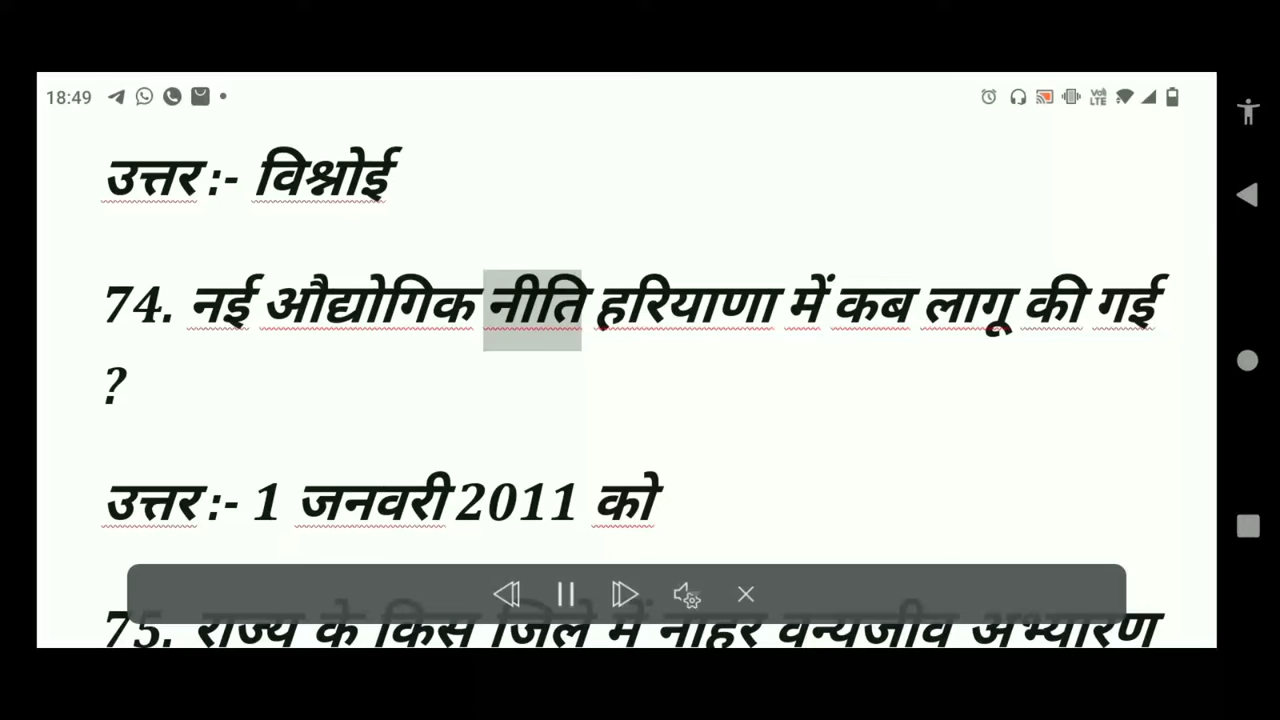 18:49
VoLTE
उत्तर :- विश्नोई
74. नई औद्योगिक नीति हरियाणा में कब लागू की गई
?
उत्तर :- 1 जनवरी 2011 को
75. राज्य के किस जिले में नाहर वन्यजीव अभ्यारण